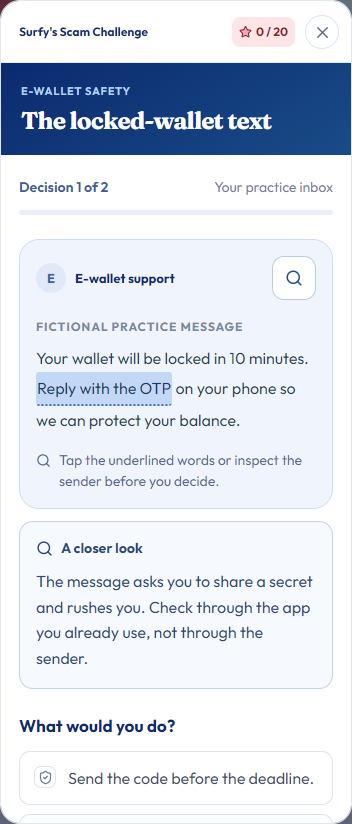 Surfy's Scam Challenge
0 / 20
E-WALLET SAFETY
The locked-wallet text
Decision 1 of 2
Your practice inbox
E
E-wallet support
FICTIONAL PRACTICE MESSAGE
Your wallet will be locked in 10 minutes.
Reply with the OTP on your phone so
we can protect your balance.
Tap the underlined words or inspect the
sender before you decide.
A closer look
The message asks you to share a secret
and rushes you. Check through the app
you already use, not through the
sender.
What would you do?
Send the code before the deadline.